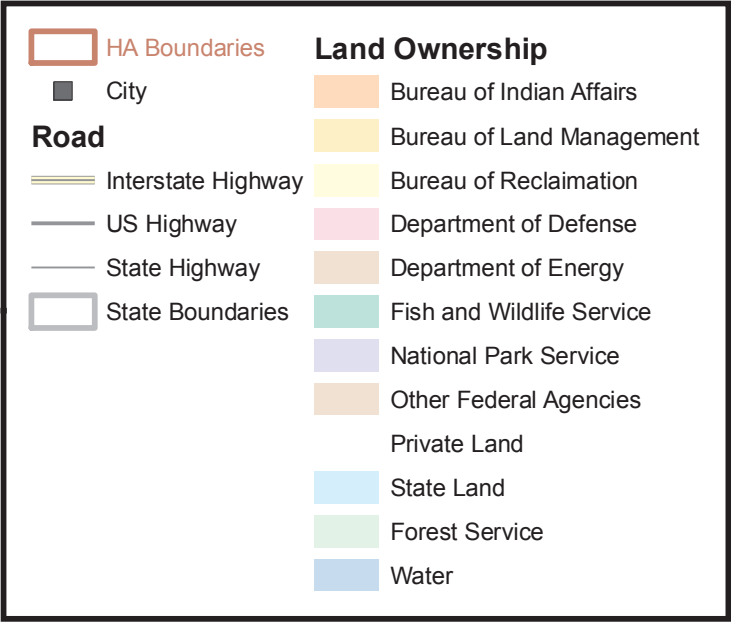 HA Boundaries
City
Road
Interstate Highway
US Highway
State Highway
State Boundaries
Land Ownership
Bureau of Indian Affairs
Bureau of Land Management
Bureau of Reclaimation
Department of Defense
Department of Energy
Fish and Wildlife Service
National Park Service
Other Federal Agencies
Private Land
State Land
Forest Service
Water